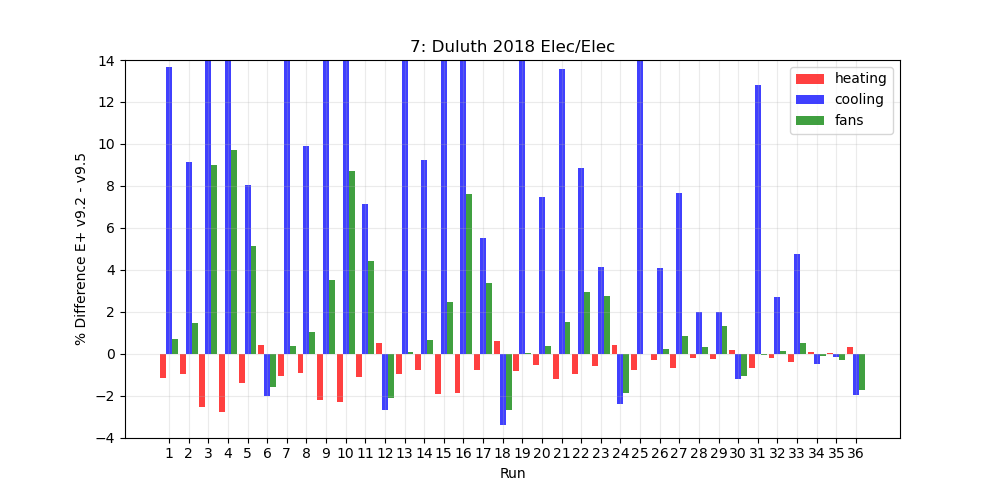 7: Duluth 2018 Elec/Elec
% Difference E+ v9.2 - v9.5
14
12
10
8
6
4
2
0
−2
−4
heating
cooling
fans
1 2 3 4 5 6 7 8 9 10 11 12 13 14 15 16 17 18 19 20 21 22 23 24 25 26 27 28 29 30 31 32 33 34 35 36
Run